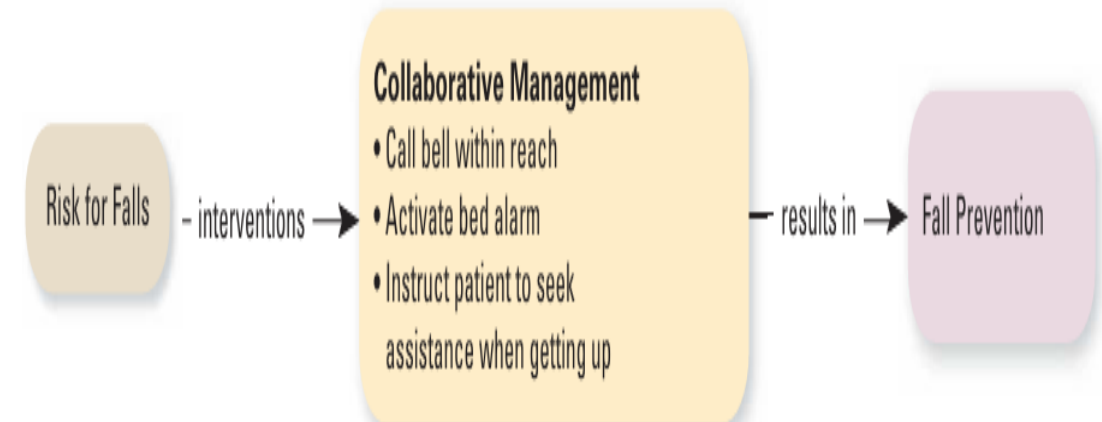 Risk for Falls
– interventions
Collaborative Management
• Call bell within reach
• Activate bed alarm
• Instruct patient to seek
assistance when getting up
results in
Fall Prevention